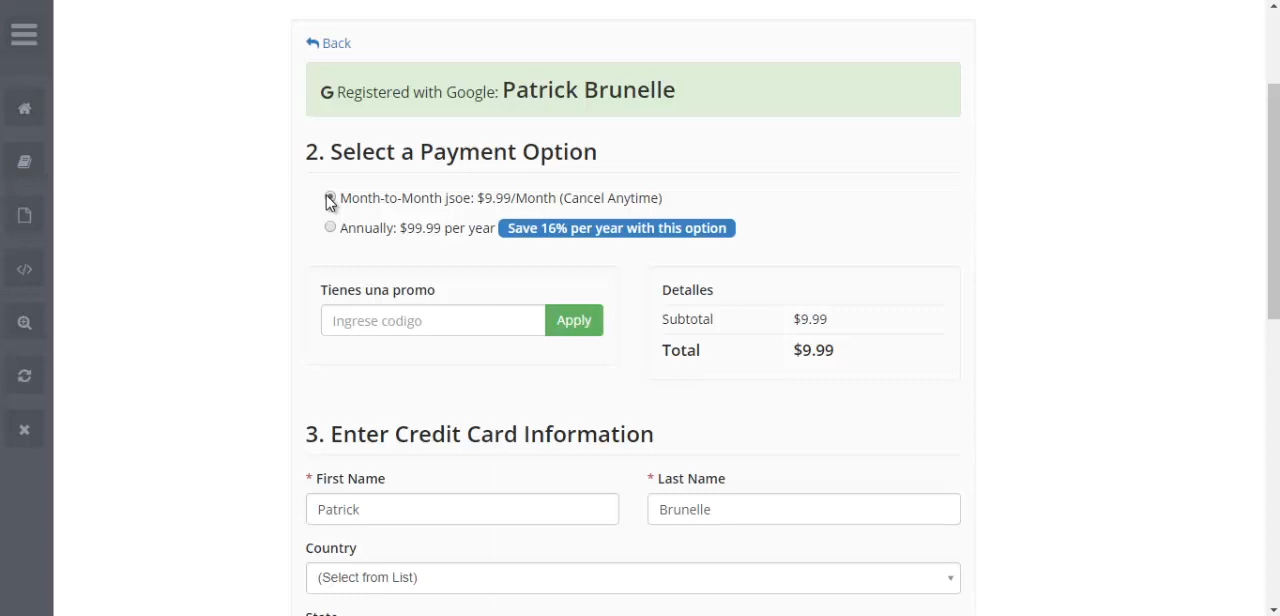 Back
Registered with Google: Patrick Brunelle
2. Select a Payment Option
Month-to-Month jsoe: $9.99/Month (Cancel Anytime)
Annually: $99.99 per year Save 16% per year with this option
Tienes una promo
Ingrese codigo Apply
Detalles
Subtotal $9.99
Total $9.99
3. Enter Credit Card Information
* First Name * Last Name
Patrick Brunelle
Country
(Select from List)
State